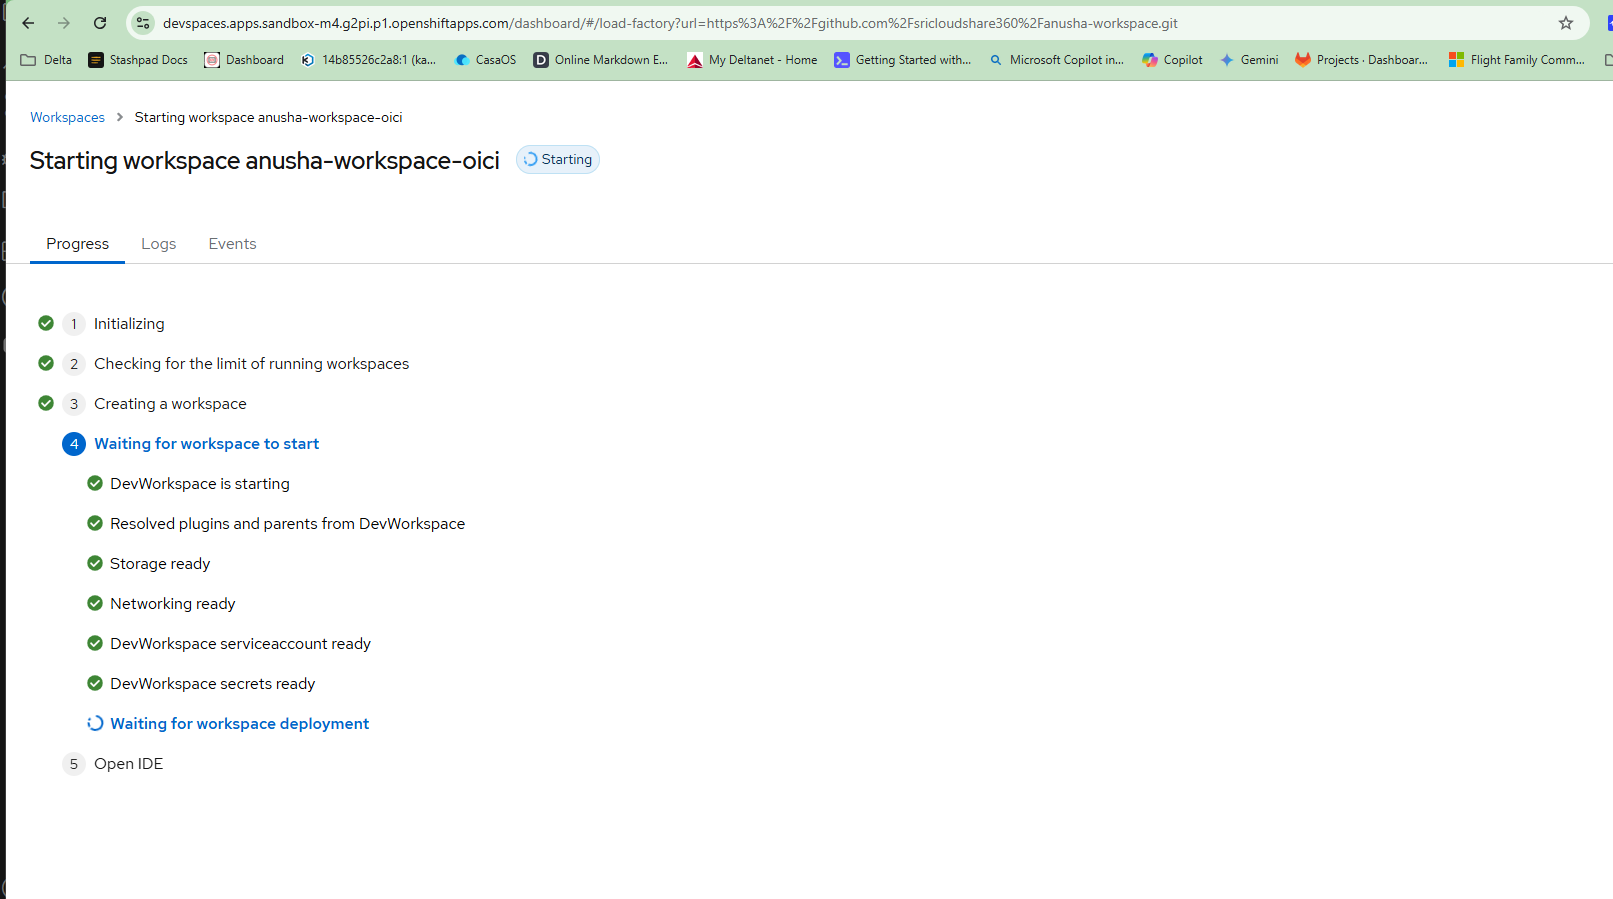 devspaces.apps.sandbox-m4.g2pi.p1.openshiftapps.com/dashboard/#/load-factory?url=https%3A%2F%2Fgithub.com%2Fsricloudshare360%2Fanusha-workspace.git
Delta Stashpad Docs Dashboard 14b85526c2a8:1 (ka... CasaOS Online Markdown E... My Deltanet - Home Getting Started with... Microsoft Copilot in... Copilot Gemini Projects · Dashboar... Flight Family Comm...
Workspaces > Starting workspace anusha-workspace-oici
Starting workspace anusha-workspace-oici Starting
Progress Logs Events
1 Initializing
2 Checking for the limit of running workspaces
3 Creating a workspace
4 Waiting for workspace to start
DevWorkspace is starting
Resolved plugins and parents from DevWorkspace
Storage ready
Networking ready
DevWorkspace serviceaccount ready
DevWorkspace secrets ready
Waiting for workspace deployment
5 Open IDE